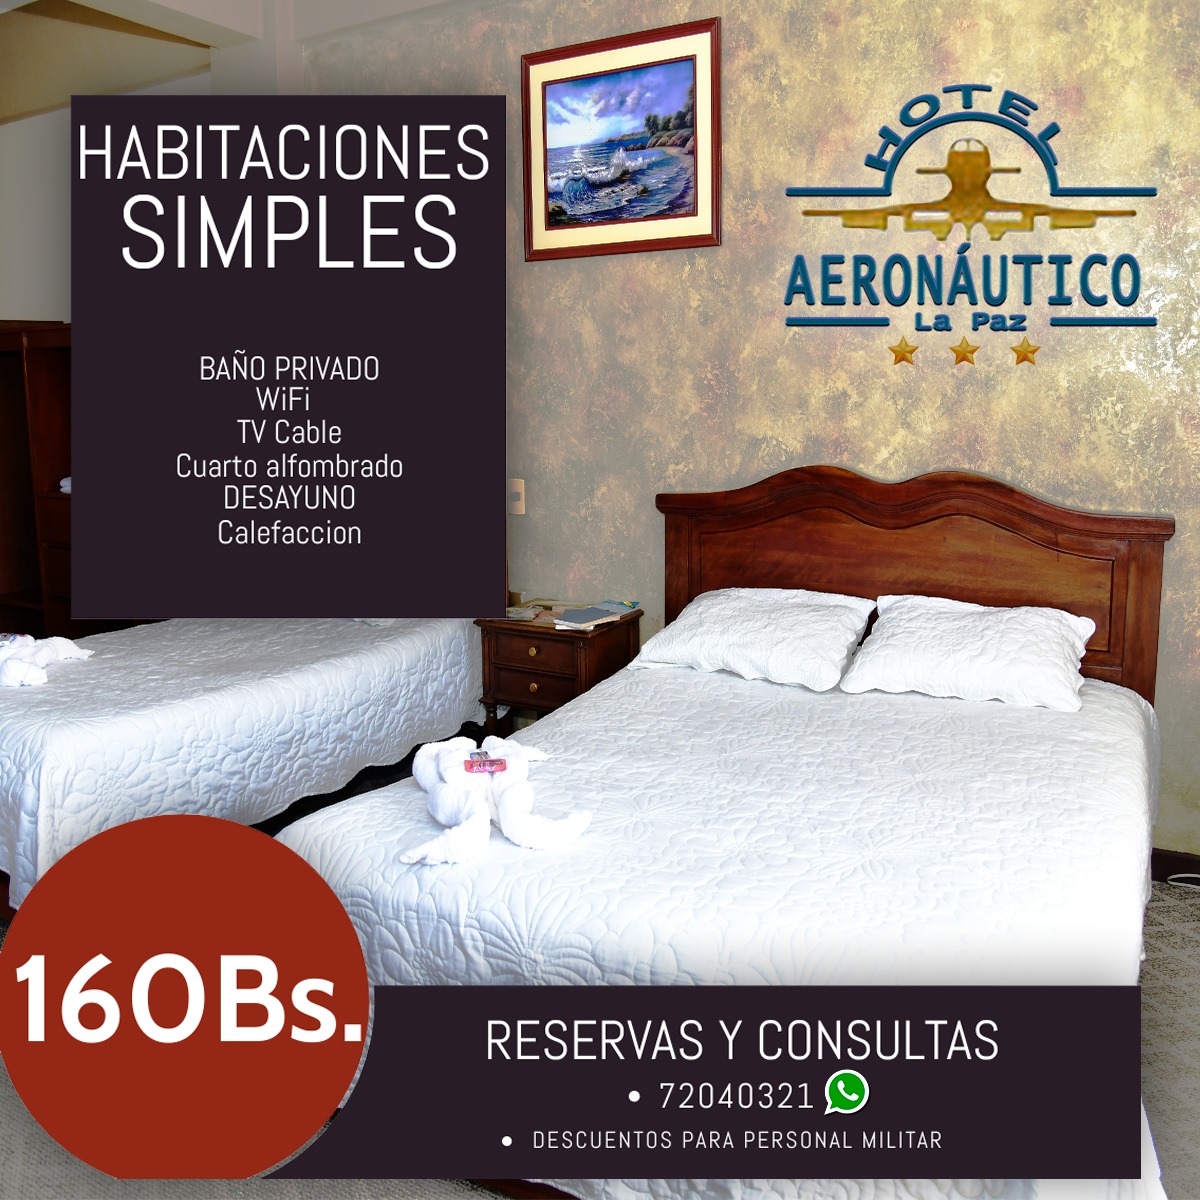 HABITACIONES
SIMPLES
BAÑO PRIVADO
WiFi
TV Cable
Cuarto alfombrado
DESAYUNO
Calefaccion
HOTEL
AERONÁUTICO
La Paz
160Bs.
RESERVAS Y CONSULTAS
• 72040321
• DESCUENTOS PARA PERSONAL MILITAR